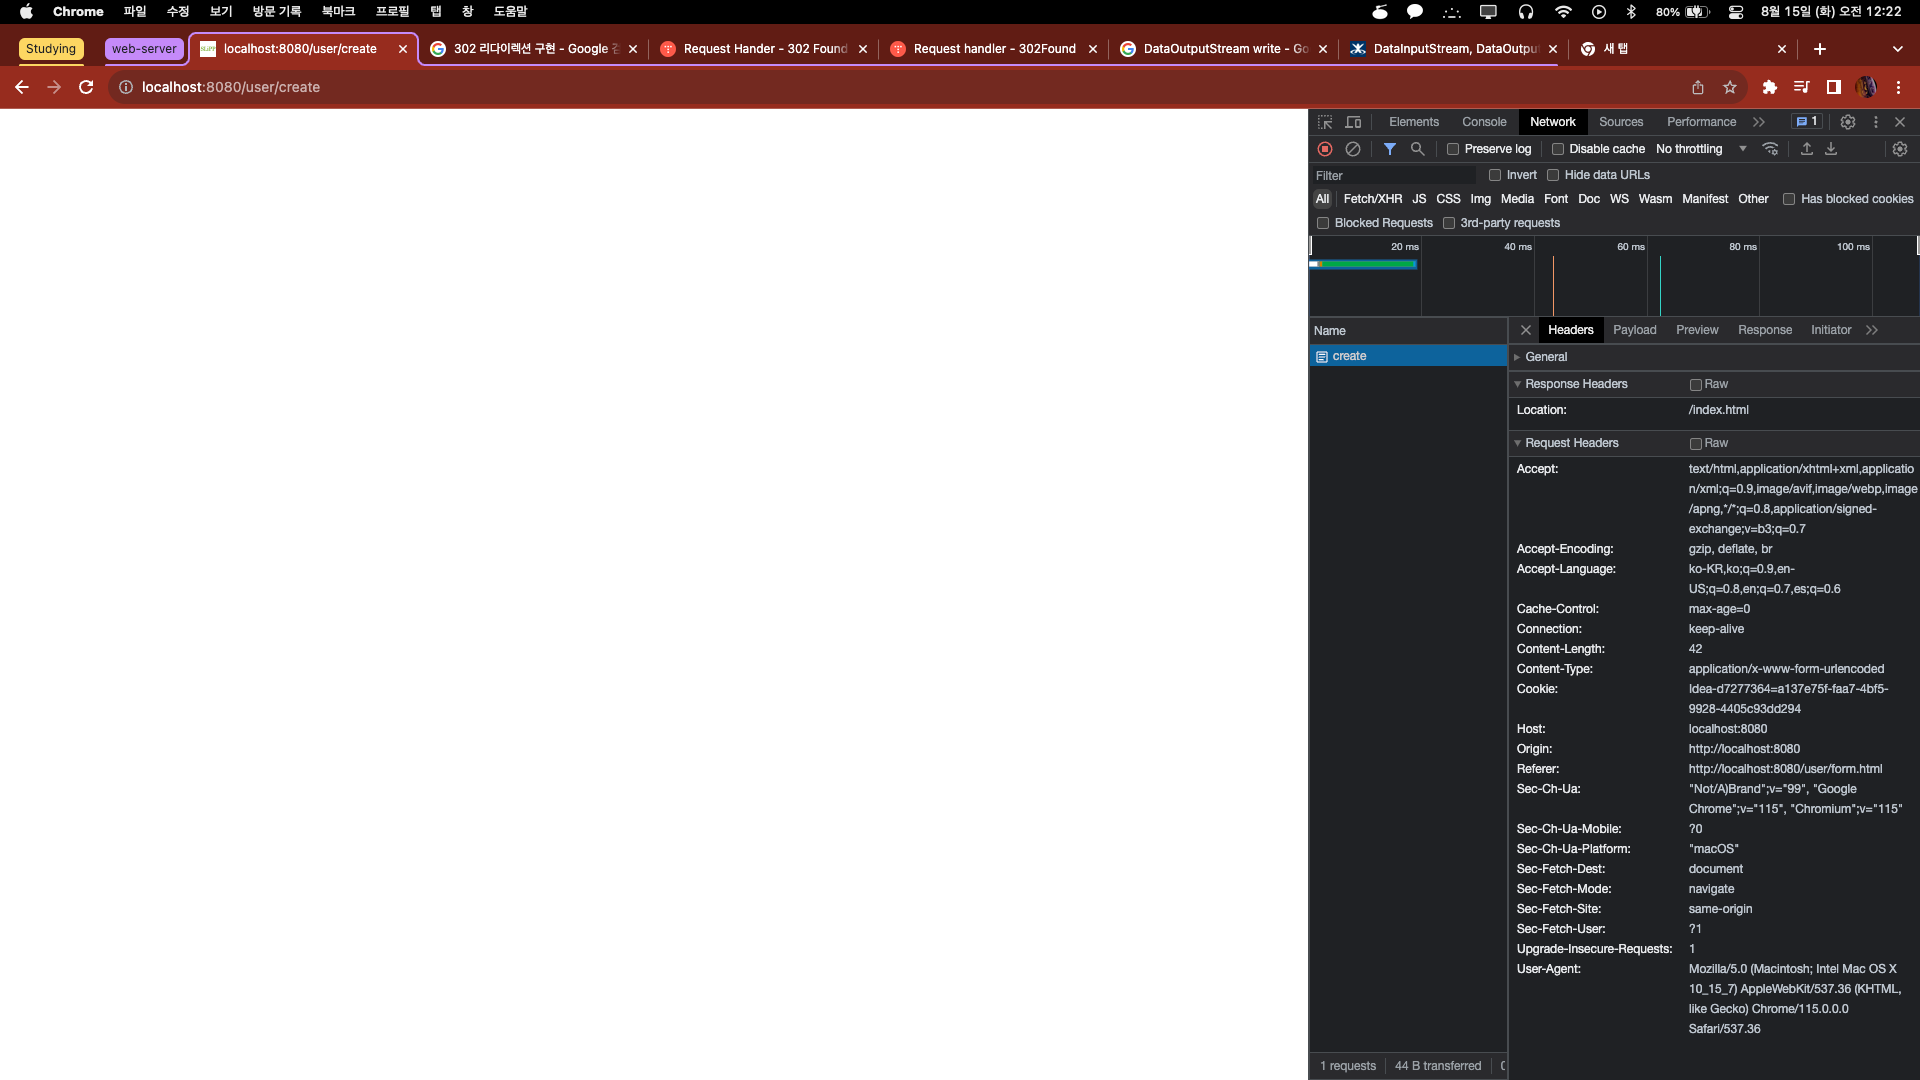 Chrome 파일 수정 보기 방문 기록 북마크 프로필 탭 창 도움말 80% 8월 15일 (화) 오전 12:22
Studying web-server localhost:8080/user/create 302 리다이렉션 구현 - Google Request Hander - 302 Found Request handler - 302Found DataOutputStream write - Go DataInputStream, DataOutpu 새 탭
localhost:8080/user/create
Elements Console Network Sources Performance 1
Preserve log Disable cache No throttling
Filter Invert Hide data URLs
All Fetch/XHR JS CSS Img Media Font Doc WS Wasm Manifest Other Has blocked cookies
Blocked Requests 3rd-party requests
20 ms 40 ms 60 ms 80 ms 100 ms
Name Headers Payload Preview Response Initiator
create
General
Response Headers Raw
Location: /index.html
Request Headers Raw
Accept: text/html,application/xhtml+xml,applicatio
n/xml;q=0.9,image/avif,image/webp,image
/apng,*/*;q=0.8,application/signed-
exchange;v=b3;q=0.7
Accept-Encoding: gzip, deflate, br
Accept-Language: ko-KR,ko;q=0.9,en-
US;q=0.8,en;q=0.7,es;q=0.6
Cache-Control: max-age=0
Connection: keep-alive
Content-Length: 42
Content-Type: application/x-www-form-urlencoded
Cookie: Idea-d7277364=a137e75f-faa7-4bf5-
9928-4405c93dd294
Host: localhost:8080
Origin: http://localhost:8080
Referer: http://localhost:8080/user/form.html
Sec-Ch-Ua: "Not/A)Brand";v="99", "Google
Chrome";v="115", "Chromium";v="115"
Sec-Ch-Ua-Mobile: ?0
Sec-Ch-Ua-Platform: "macOS"
Sec-Fetch-Dest: document
Sec-Fetch-Mode: navigate
Sec-Fetch-Site: same-origin
Sec-Fetch-User: ?1
Upgrade-Insecure-Requests: 1
User-Agent: Mozilla/5.0 (Macintosh; Intel Mac OS X
10_15_7) AppleWebKit/537.36 (KHTML,
like Gecko) Chrome/115.0.0.0
Safari/537.36
1 requests 44 B transferred